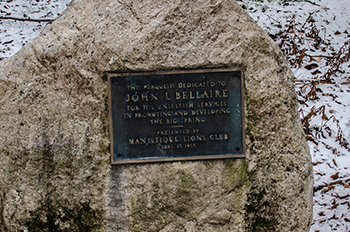 THIS PLAQUE IS DEDICATED TO
JOHN I. BELLAIRE
FOR HIS UNSELFISH SERVICES
IN PROMOTING AND DEVELOPING
THE BIG SPRING
PRESENTED BY
MANISTIQUE LIONS CLUB